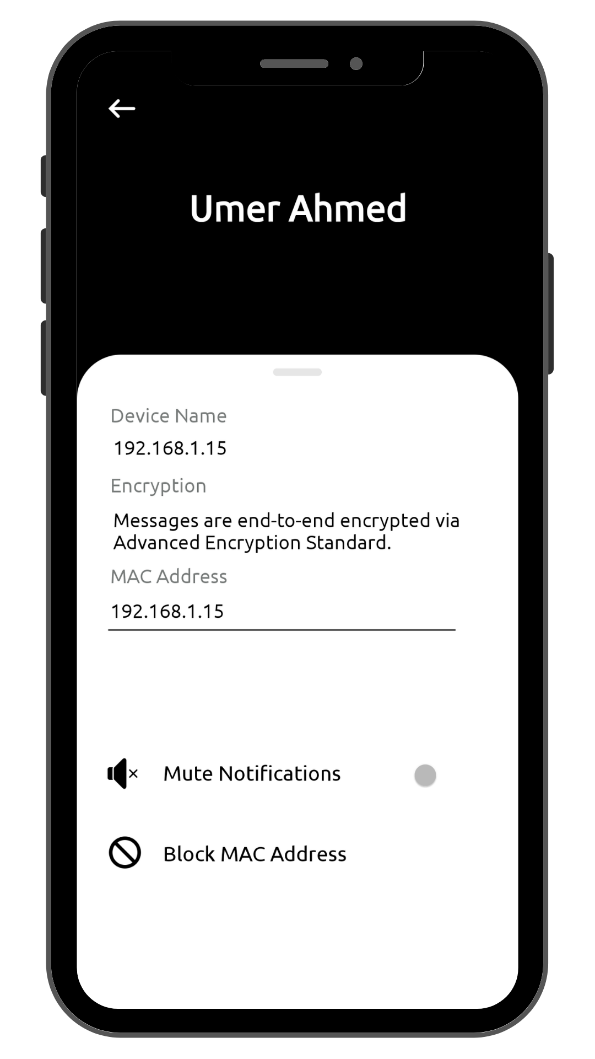 Umer Ahmed
Device Name
192.168.1.15
Encryption
Messages are end-to-end encrypted via
Advanced Encryption Standard.
MAC Address
192.168.1.15
Mute Notifications
Block MAC Address